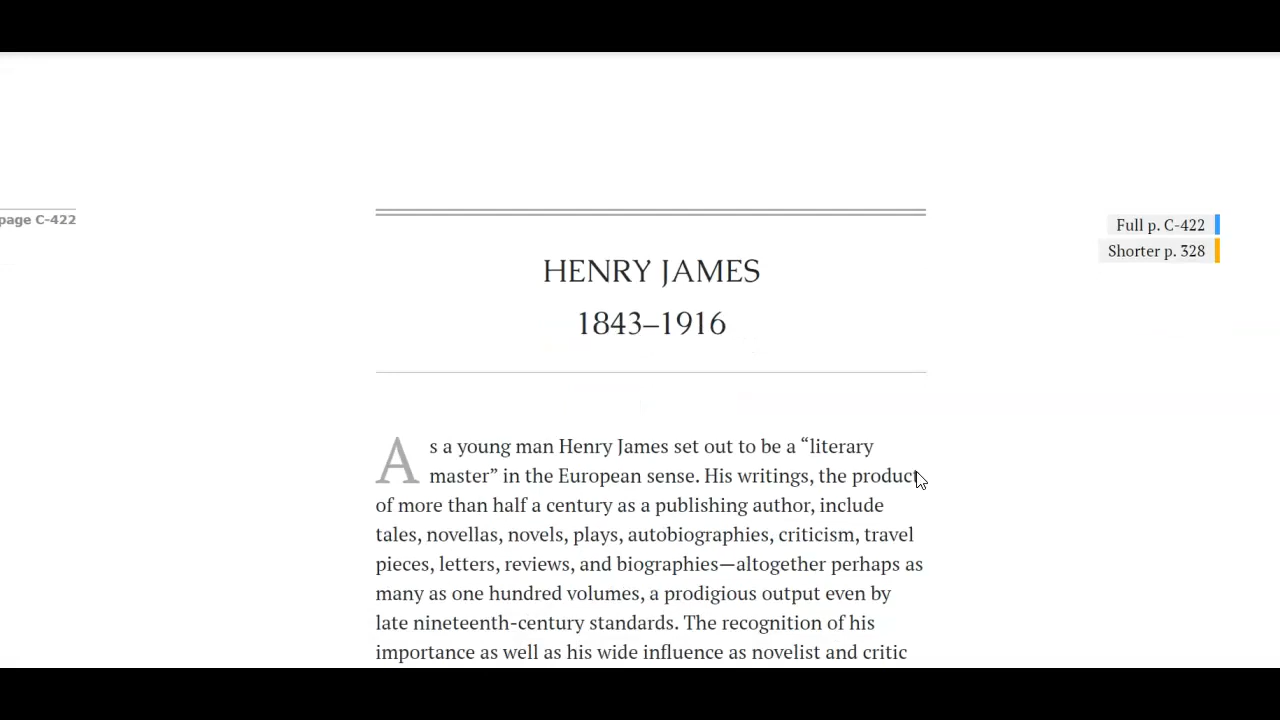 page C-422
Full p. C-422
Shorter p. 328
HENRY JAMES
1843–1916
As a young man Henry James set out to be a “literary
master” in the European sense. His writings, the product
of more than half a century as a publishing author, include
tales, novellas, novels, plays, autobiographies, criticism, travel
pieces, letters, reviews, and biographies—altogether perhaps as
many as one hundred volumes, a prodigious output even by
late nineteenth-century standards. The recognition of his
importance as well as his wide influence as novelist and critic